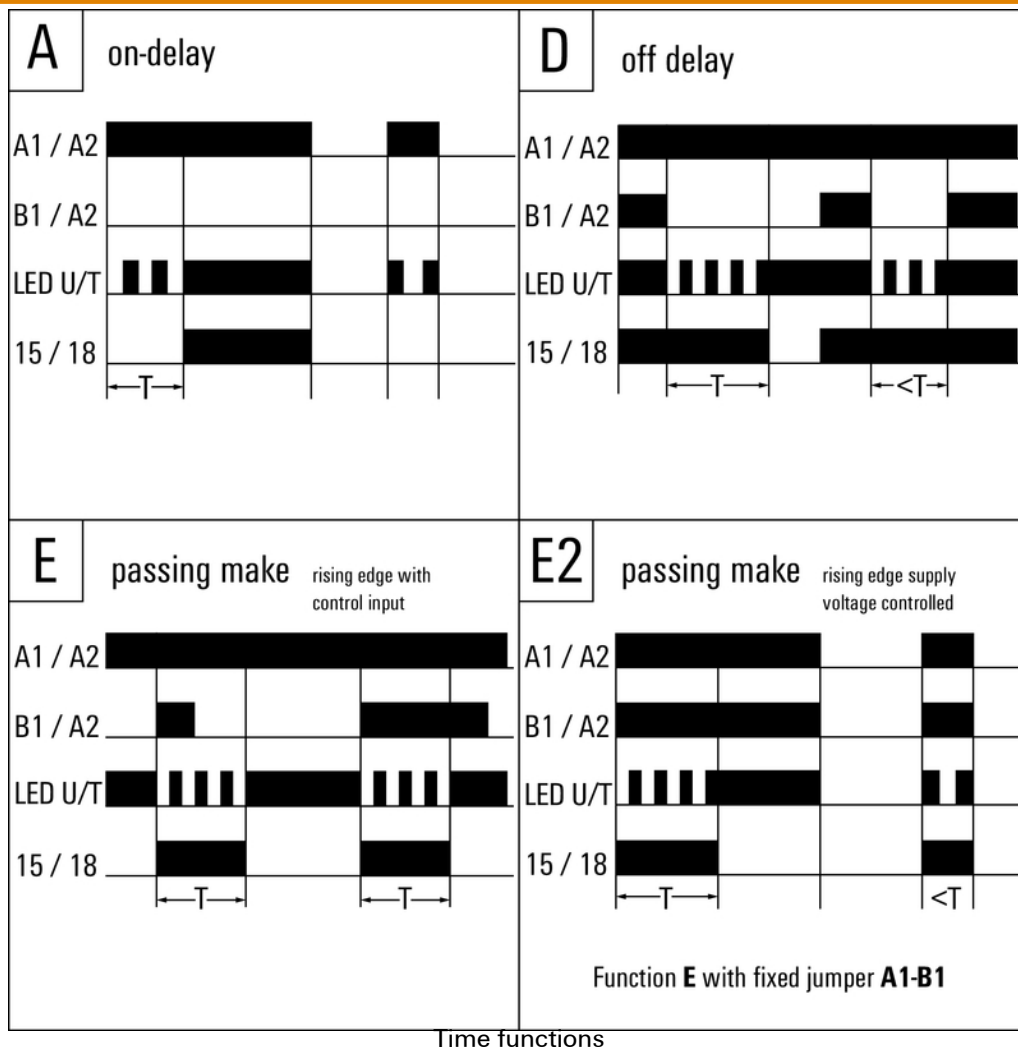 A on-delay
A1 / A2
B1 / A2
LED U/T
15 / 18
T
D off delay
A1 / A2
B1 / A2
LED U/T
15 / 18
T <T
E passing make rising edge with
control input
A1 / A2
B1 / A2
LED U/T
15 / 18
T T
E2 passing make rising edge supply
voltage controlled
A1 / A2
B1 / A2
LED U/T
15 / 18
T <T
Function E with fixed jumper A1-B1
Time functions